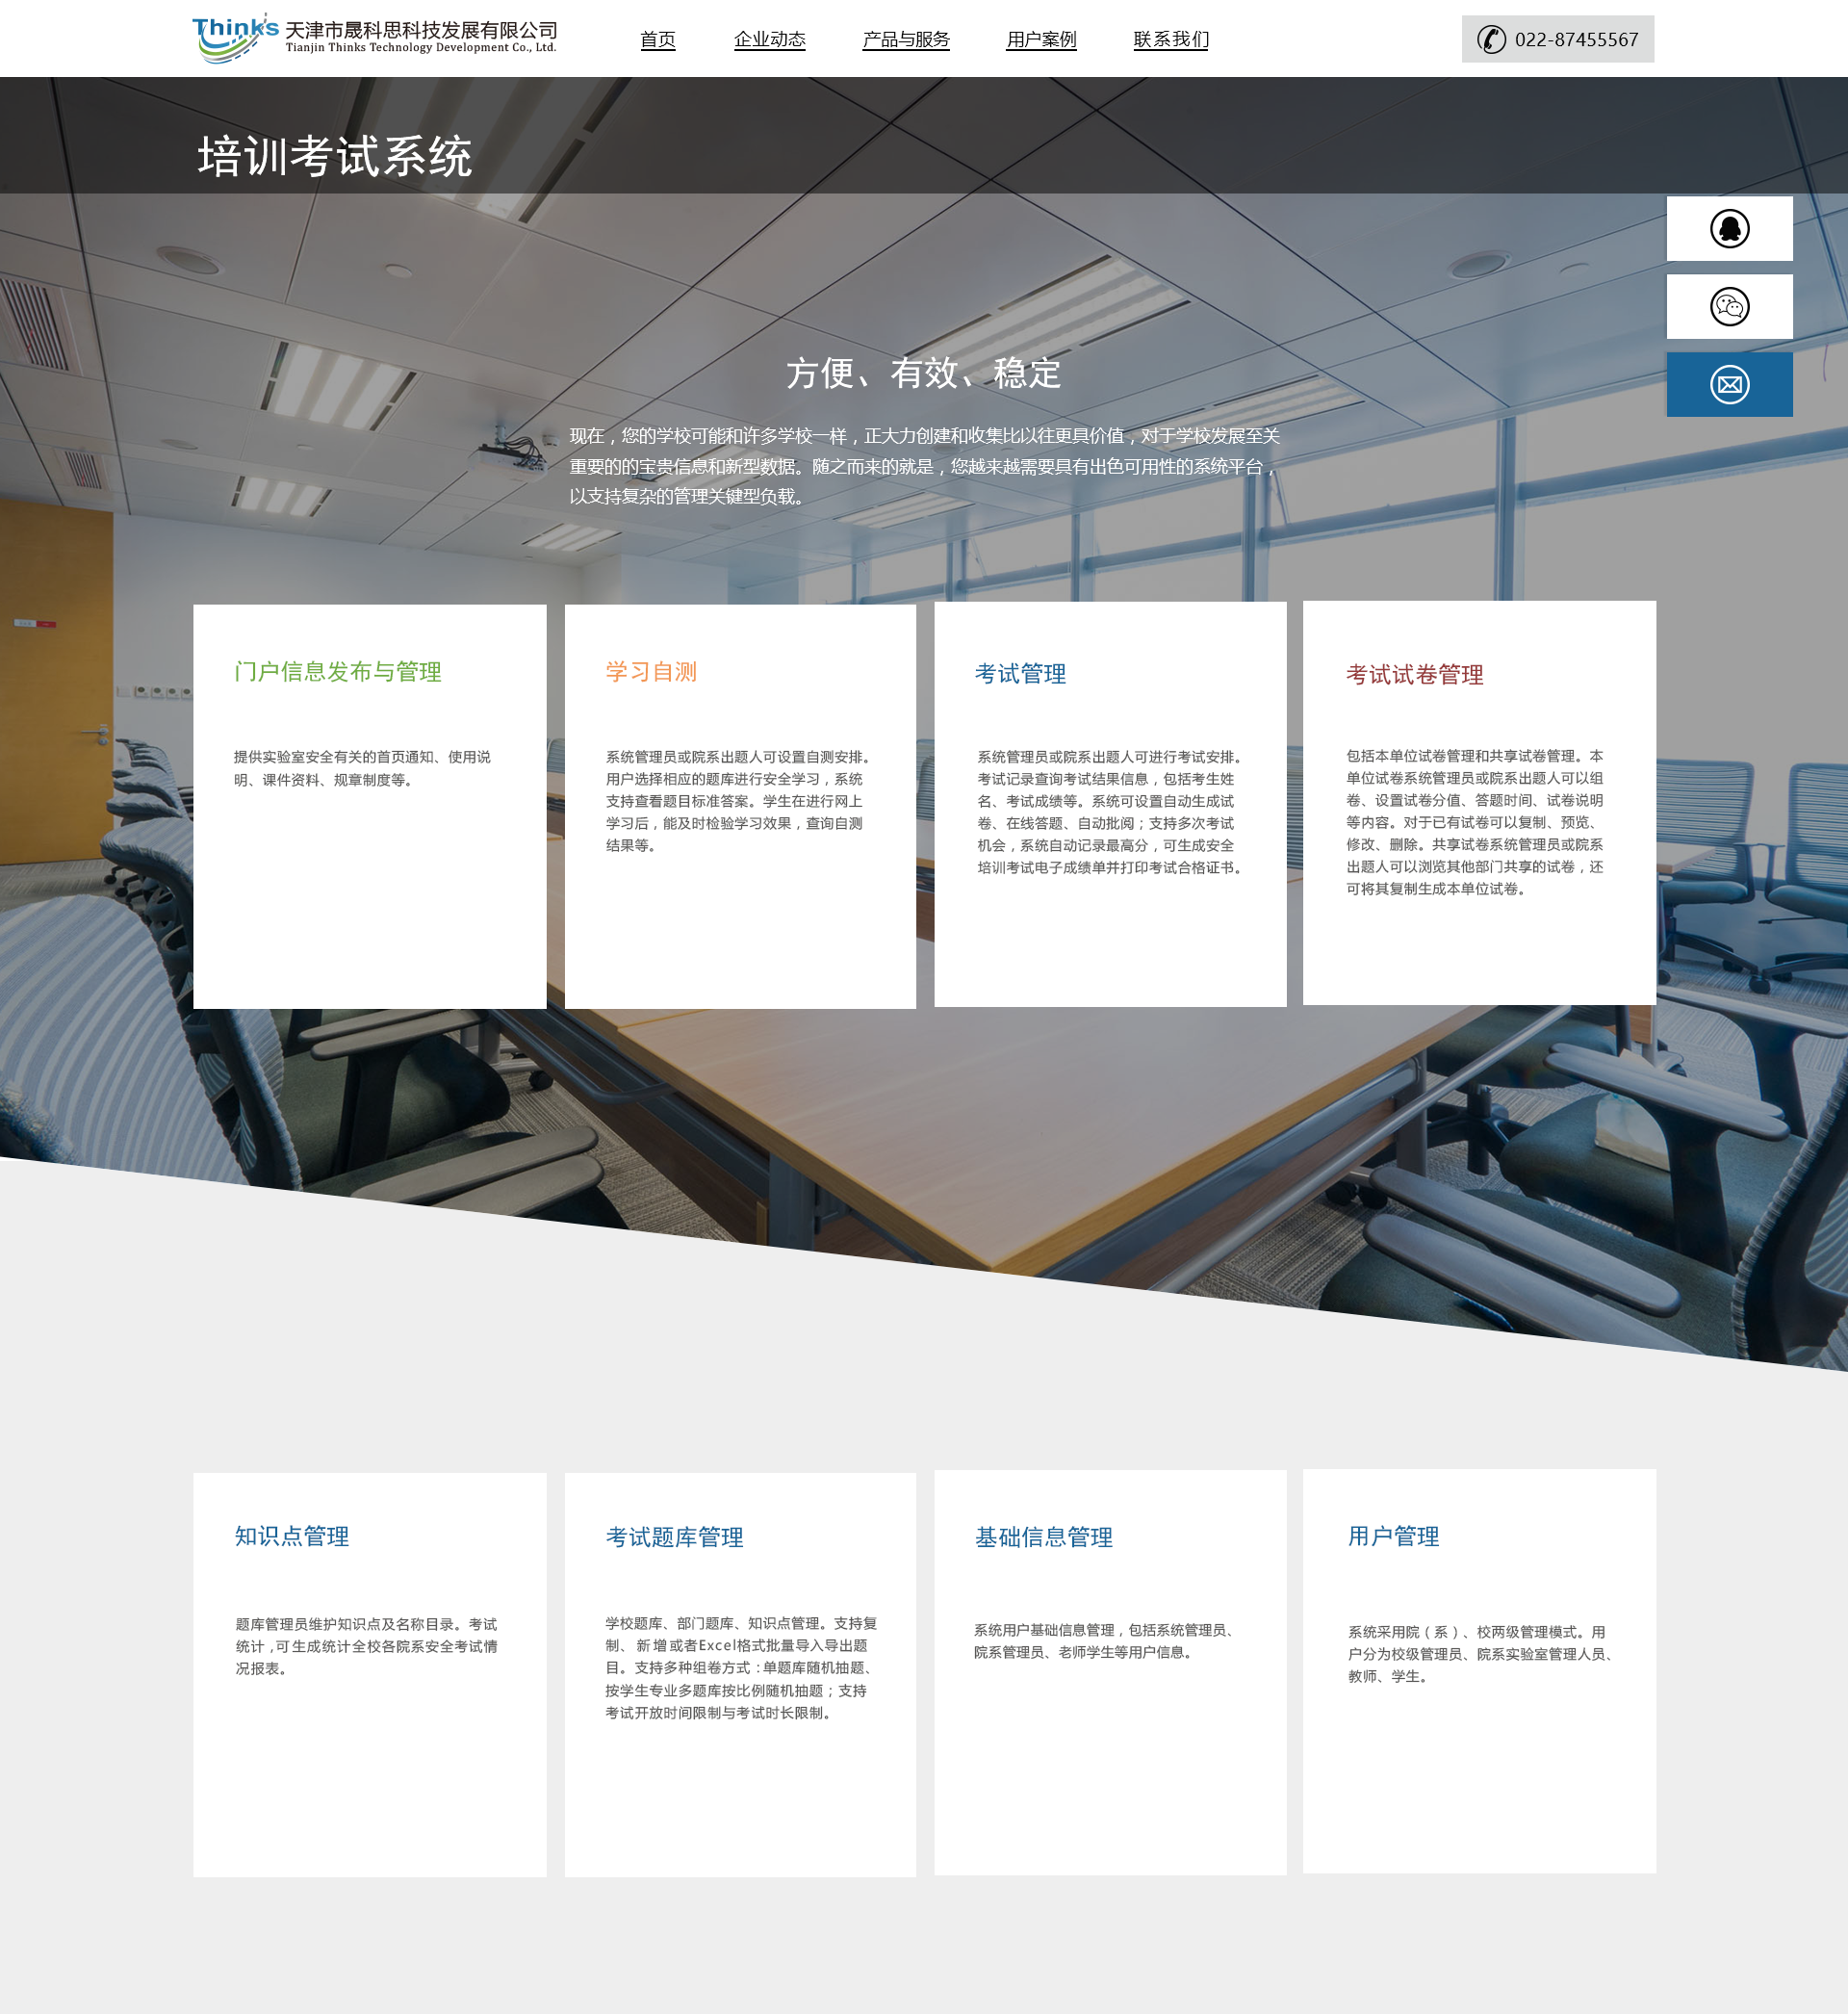 Thinks
天津市晟科思科技发展有限公司
Tianjin Thinks Technology Development Co., Ltd.
首页
企业动态
产品与服务
用户案例
联系我们
022-87455567
培训考试系统
方便、有效、稳定
现在，您的学校可能和许多学校一样，正大力创建和收集比以往更具价值，对于学校发展至关
重要的的宝贵信息和新型数据。随之而来的就是，您越来越需要具有出色可用性的系统平台，
以支持复杂的管理关键型负载。
门户信息发布与管理
提供实验室安全有关的首页通知、使用说
明、课件资料、规章制度等。
学习自测
系统管理员或院系出题人可设置自测安排。
用户选择相应的题库进行安全学习，系统
支持查看题目标准答案。学生在进行网上
学习后，能及时检验学习效果，查询自测
结果等。
考试管理
系统管理员或院系出题人可进行考试安排。
考试记录查询考试结果信息，包括考生姓
名、考试成绩等。系统可设置自动生成试
卷、在线答题、自动批阅；支持多次考试
机会，系统自动记录最高分，可生成安全
培训考试电子成绩单并打印考试合格证书。
考试试卷管理
包括本单位试卷管理和共享试卷管理。本
单位试卷系统管理员或院系出题人可以组
卷、设置试卷分值、答题时间、试卷说明
等内容。对于已有试卷可以复制、预览、
修改、删除。共享试卷系统管理员或院系
出题人可以浏览其他部门共享的试卷，还
可将其复制生成本单位试卷。
知识点管理
题库管理员维护知识点及名称目录。考试
统计,可生成统计全校各院系安全考试情
况报表。
考试题库管理
学校题库、部门题库、知识点管理。支持复
制、 新增或者Excel格式批量导入导出题
目。支持多种组卷方式：单题库随机抽题、
按学生专业多题库按比例随机抽题；支持
考试开放时间限制与考试时长限制。
基础信息管理
系统用户基础信息管理，包括系统管理员、
院系管理员、老师学生等用户信息。
用户管理
系统采用院（系）、校两级管理模式。用
户分为校级管理员、院系实验室管理人员、
教师、学生。